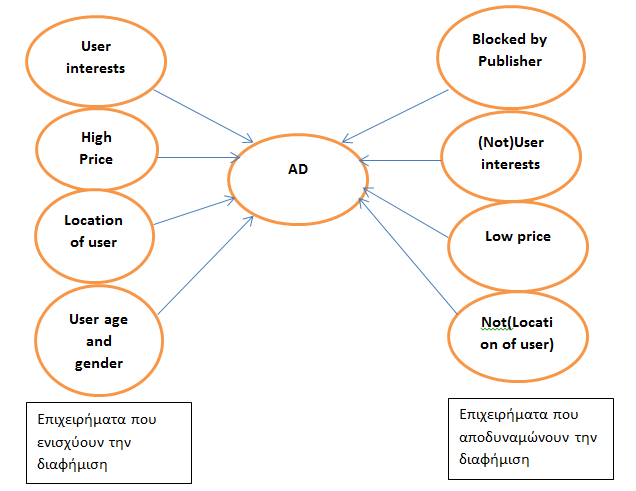 User
interests
High
Price
Location
of user
User age
and
gender
AD
Blocked by
Publisher
(Not)User
interests
Low price
Not(Locati
on of user)
Επιχειρήματα που
ενισχύουν την
διαφήμιση
Επιχειρήματα που
αποδυναμώνουν την
διαφήμιση